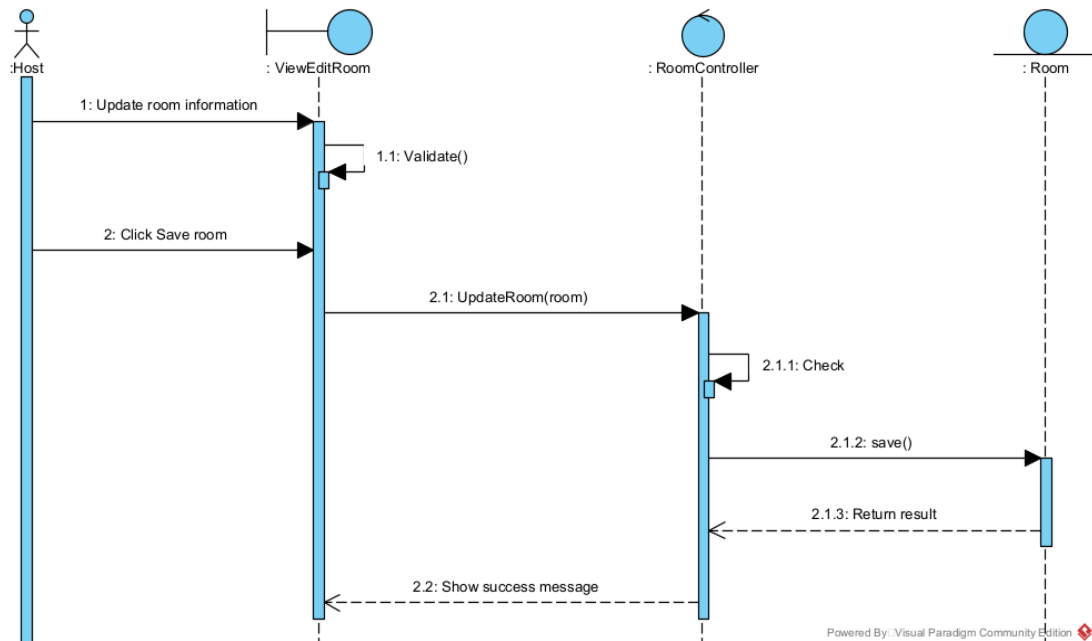 :Host
: ViewEditRoom
: RoomController
: Room
1: Update room information
1.1: Validate()
2: Click Save room
2.1: UpdateRoom(room)
2.1.1: Check
2.1.2: save()
2.1.3: Return result
2.2: Show success message
Powered By Visual Paradigm Community Edition